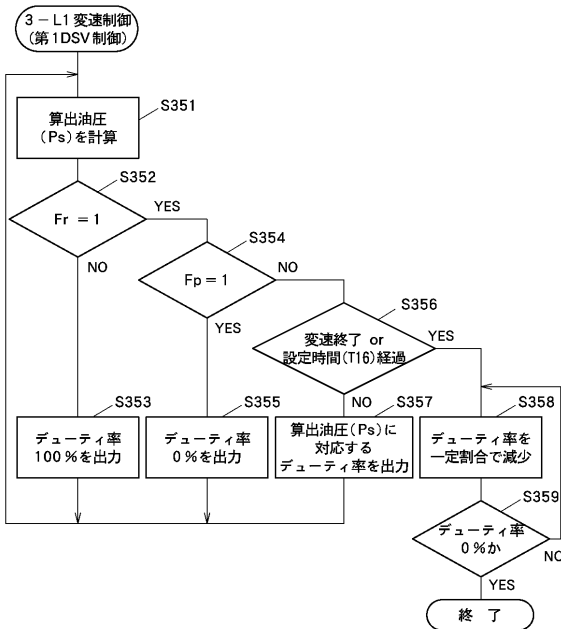 3－L1変速制御
(第1DSV制御)
S351
算出油圧
(Ps)を計算
S352
Fr ＝1
YES
NO
S354
Fp＝1
NO
YES
S356
変速終了 or
設定時間(T16)経過
YES
NO
S353
デューティ率
100％を出力
S355
デューティ率
0％を出力
S357
算出油圧(Ps)に
対応する
デューティ率を出力
S358
デューティ率を
一定割合で減少
S359
デューティ率
0％か
NO
YES
終 了